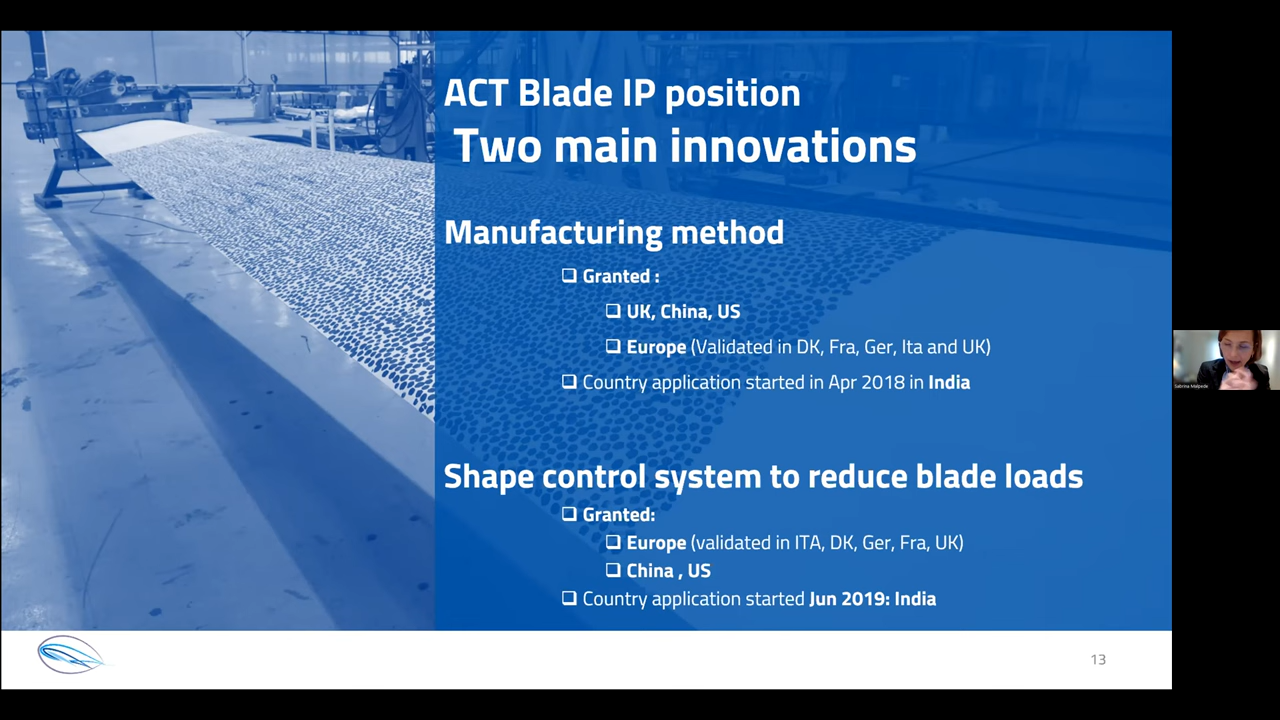 ACT Blade IP position
Two main innovations
Manufacturing method
Granted :
UK, China, US
Europe (Validated in DK, Fra, Ger, Ita and UK)
Country application started in Apr 2018 in India
Shape control system to reduce blade loads
Granted:
Europe (validated in ITA, DK, Ger, Fra, UK)
China , US
Country application started Jun 2019: India
Sabrina Malpede
13